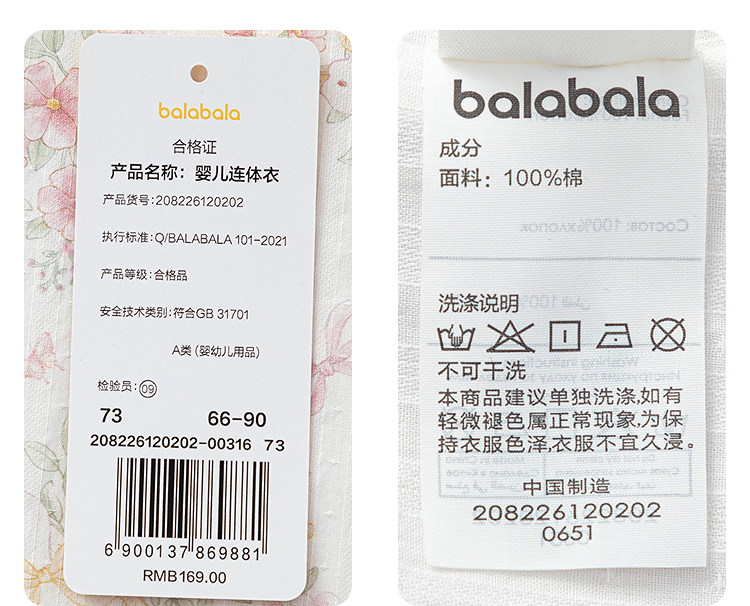 balabala
合格证
产品名称：婴儿连体衣
产品货号：208226120202
执行标准：Q/BALABALA 101-2021
产品等级：合格品
安全技术类别：符合GB 31701
A类 (婴幼儿用品)
检验员：09
73 66-90
208226120202-00316 73
6 900137 869881
RMB169.00
balabala
成分
面料：100%棉
Состав: 100% хлопок
洗涤说明
不可干洗
本商品建议单独洗涤,如有
轻微褪色属正常现象,为保
持衣服色泽,衣服不宜久浸。
中国制造
208226120202
0651